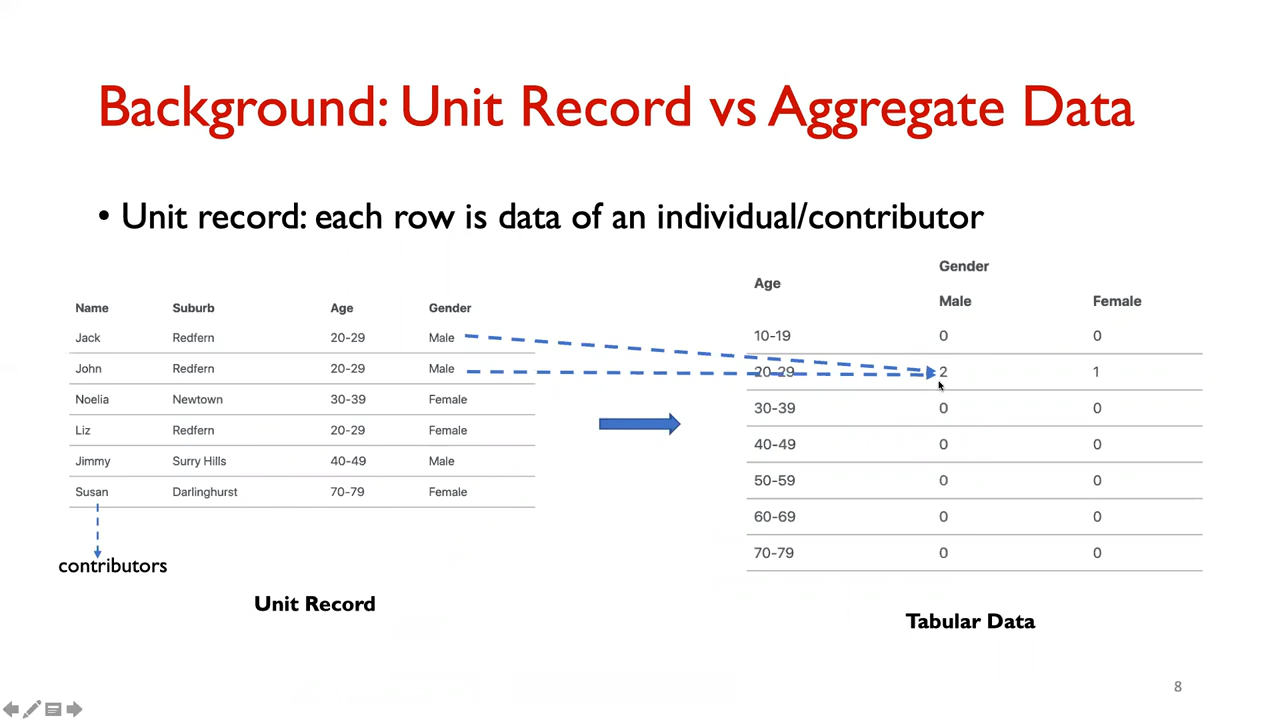 Background: Unit Record vs Aggregate Data
• Unit record: each row is data of an individual/contributor
Name Suburb Age Gender
Jack Redfern 20-29 Male
John Redfern 20-29 Male
Noelia Newtown 30-39 Female
Liz Redfern 20-29 Female
Jimmy Surry Hills 40-49 Male
Susan Darlinghurst 70-79 Female
contributors
Unit Record
Gender
Age
Male Female
10-19 0 0
20-29 2 1
30-39 0 0
40-49 0 0
50-59 0 0
60-69 0 0
70-79 0 0
Tabular Data
8